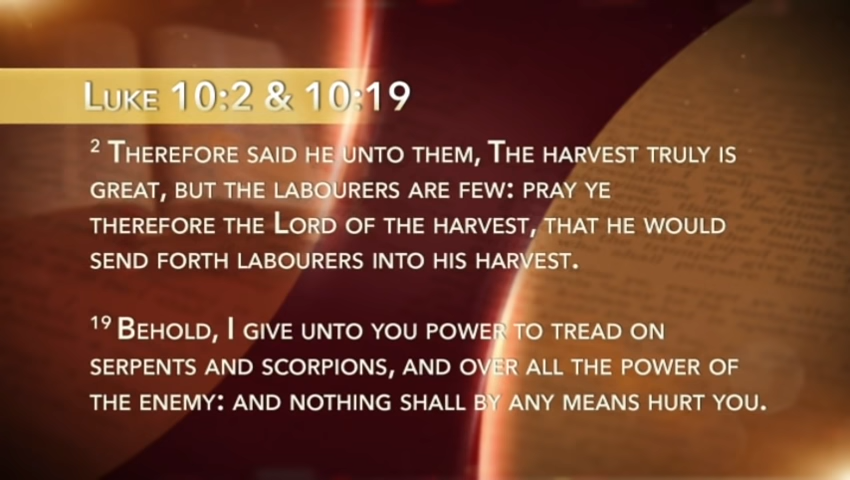 Luke 10:2 & 10:19
2 Therefore said he unto them, The harvest truly is
great, but the labourers are few: pray ye
therefore the Lord of the harvest, that he would
send forth labourers into his harvest.
19 Behold, I give unto you power to tread on
serpents and scorpions, and over all the power of
the enemy: and nothing shall by any means hurt you.